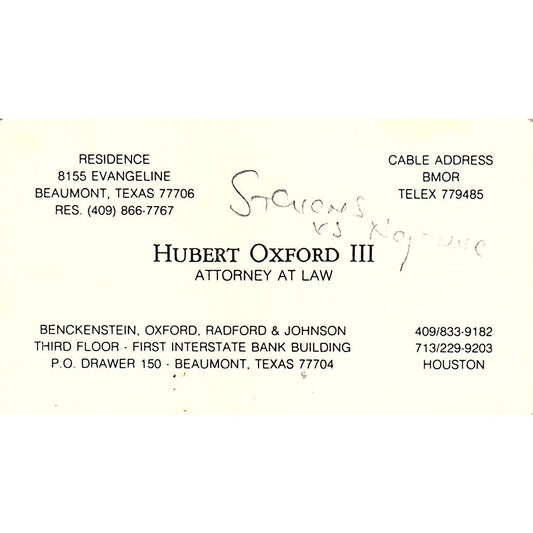 RESIDENCE
8155 EVANGELINE
BEAUMONT, TEXAS 77706
RES. (409) 866-7767
CABLE ADDRESS
BMOR
TELEX 779485
Stevens
vs
HUBERT OXFORD III
ATTORNEY AT LAW
BENCKENSTEIN, OXFORD, RADFORD & JOHNSON
THIRD FLOOR - FIRST INTERSTATE BANK BUILDING
P.O. DRAWER 150 - BEAUMONT, TEXAS 77704
409/833-9182
713/229-9203
HOUSTON